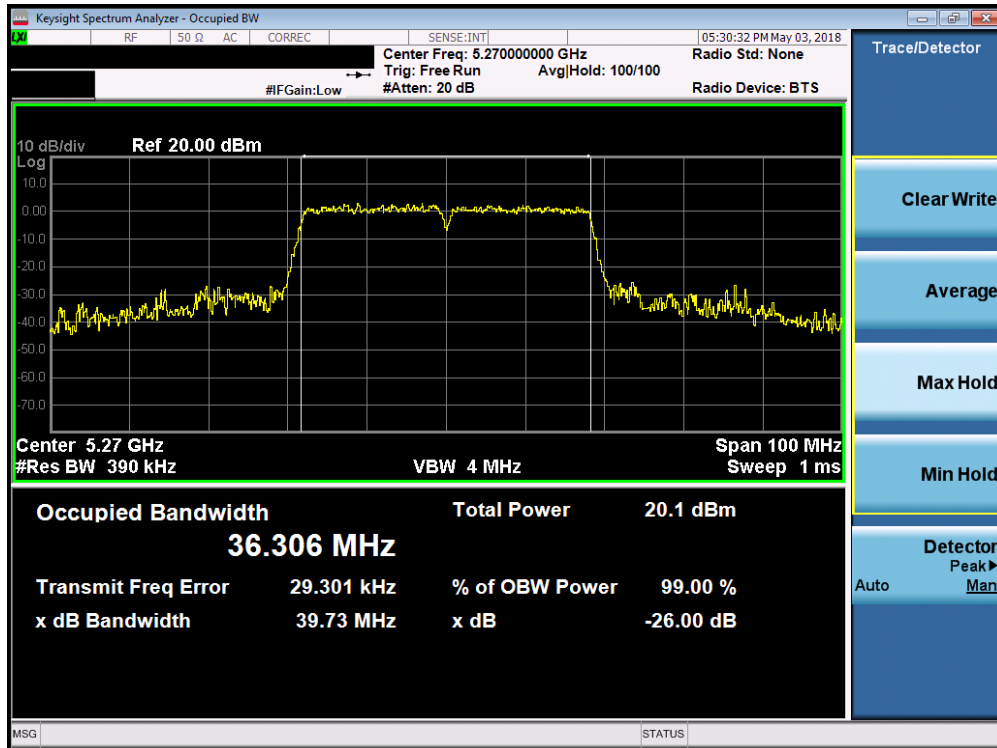 Keysight Spectrum Analyzer - Occupied BW
LXI RF 50 Ω AC CORREC SENSE:INT 05:30:32 PM May 03, 2018
Center Freq: 5.270000000 GHz Radio Std: None
Trig: Free Run Avg|Hold: 100/100
#IFGain:Low #Atten: 20 dB Radio Device: BTS
10 dB/div Ref 20.00 dBm
Log
10.0
0.00
-10.0
-20.0
-30.0
-40.0
-50.0
-60.0
-70.0
Center 5.27 GHz Span 100 MHz
#Res BW 390 kHz VBW 4 MHz Sweep 1 ms
Occupied Bandwidth Total Power 20.1 dBm
36.306 MHz
Transmit Freq Error 29.301 kHz % of OBW Power 99.00 %
x dB Bandwidth 39.73 MHz x dB -26.00 dB
MSG STATUS
Trace/Detector
Clear Write
Average
Max Hold
Min Hold
Detector
Peak▶
Auto Man